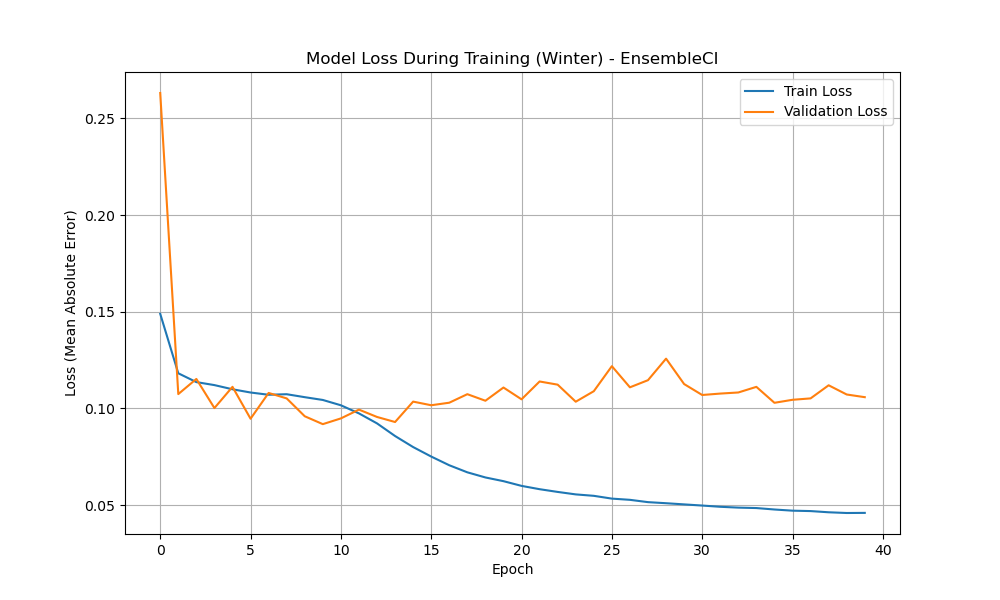 Model Loss During Training (Winter) - EnsembleCI
Train Loss
Validation Loss
Loss (Mean Absolute Error)
0.25
0.20
0.15
0.10
0.05
0 5 10 15 20 25 30 35 40
Epoch